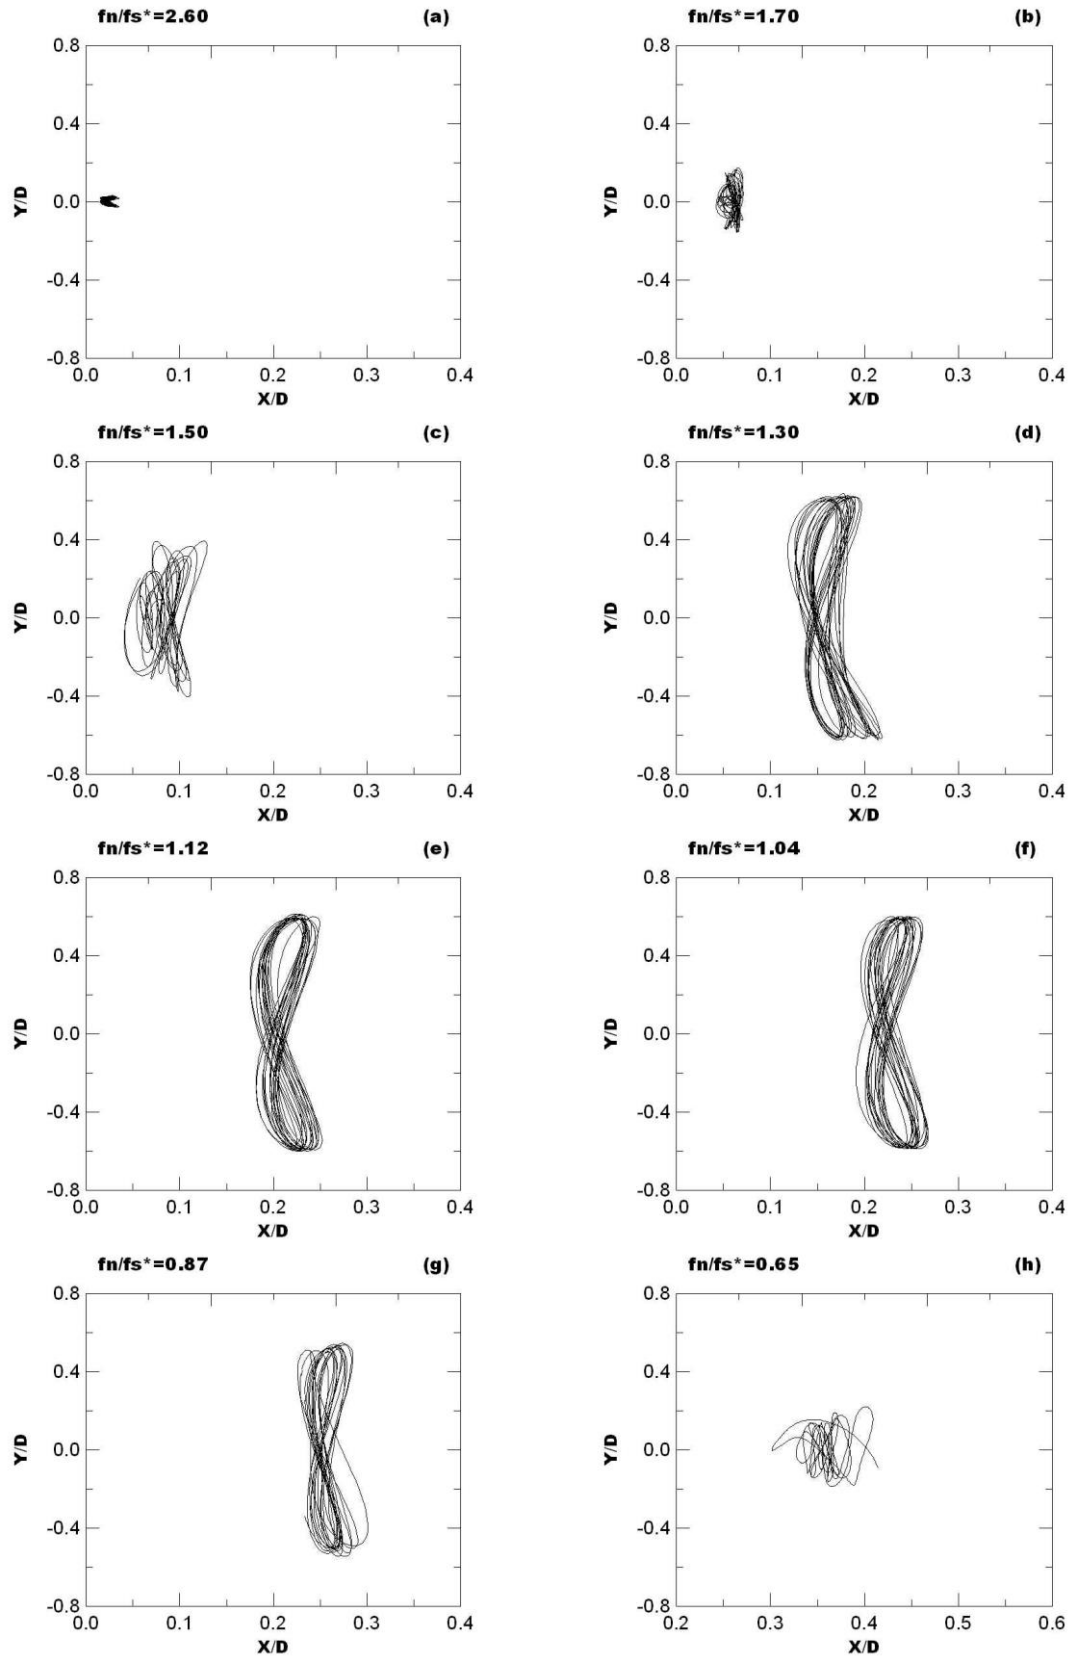 fn/fs*=2.60 (a)
0.8
0.4
0.0
-0.4
-0.8
Y/D
0.0 0.1 0.2 0.3 0.4
X/D
fn/fs*=1.70 (b)
0.8
0.4
0.0
-0.4
-0.8
Y/D
0.0 0.1 0.2 0.3 0.4
X/D
fn/fs*=1.50 (c)
0.8
0.4
0.0
-0.4
-0.8
Y/D
0.0 0.1 0.2 0.3 0.4
X/D
fn/fs*=1.30 (d)
0.8
0.4
0.0
-0.4
-0.8
Y/D
0.0 0.1 0.2 0.3 0.4
X/D
fn/fs*=1.12 (e)
0.8
0.4
0.0
-0.4
-0.8
Y/D
0.0 0.1 0.2 0.3 0.4
X/D
fn/fs*=1.04 (f)
0.8
0.4
0.0
-0.4
-0.8
Y/D
0.0 0.1 0.2 0.3 0.4
X/D
fn/fs*=0.87 (g)
0.8
0.4
0.0
-0.4
-0.8
Y/D
0.0 0.1 0.2 0.3 0.4
X/D
fn/fs*=0.65 (h)
0.8
0.4
0.0
-0.4
-0.8
Y/D
0.2 0.3 0.4 0.5 0.6
X/D